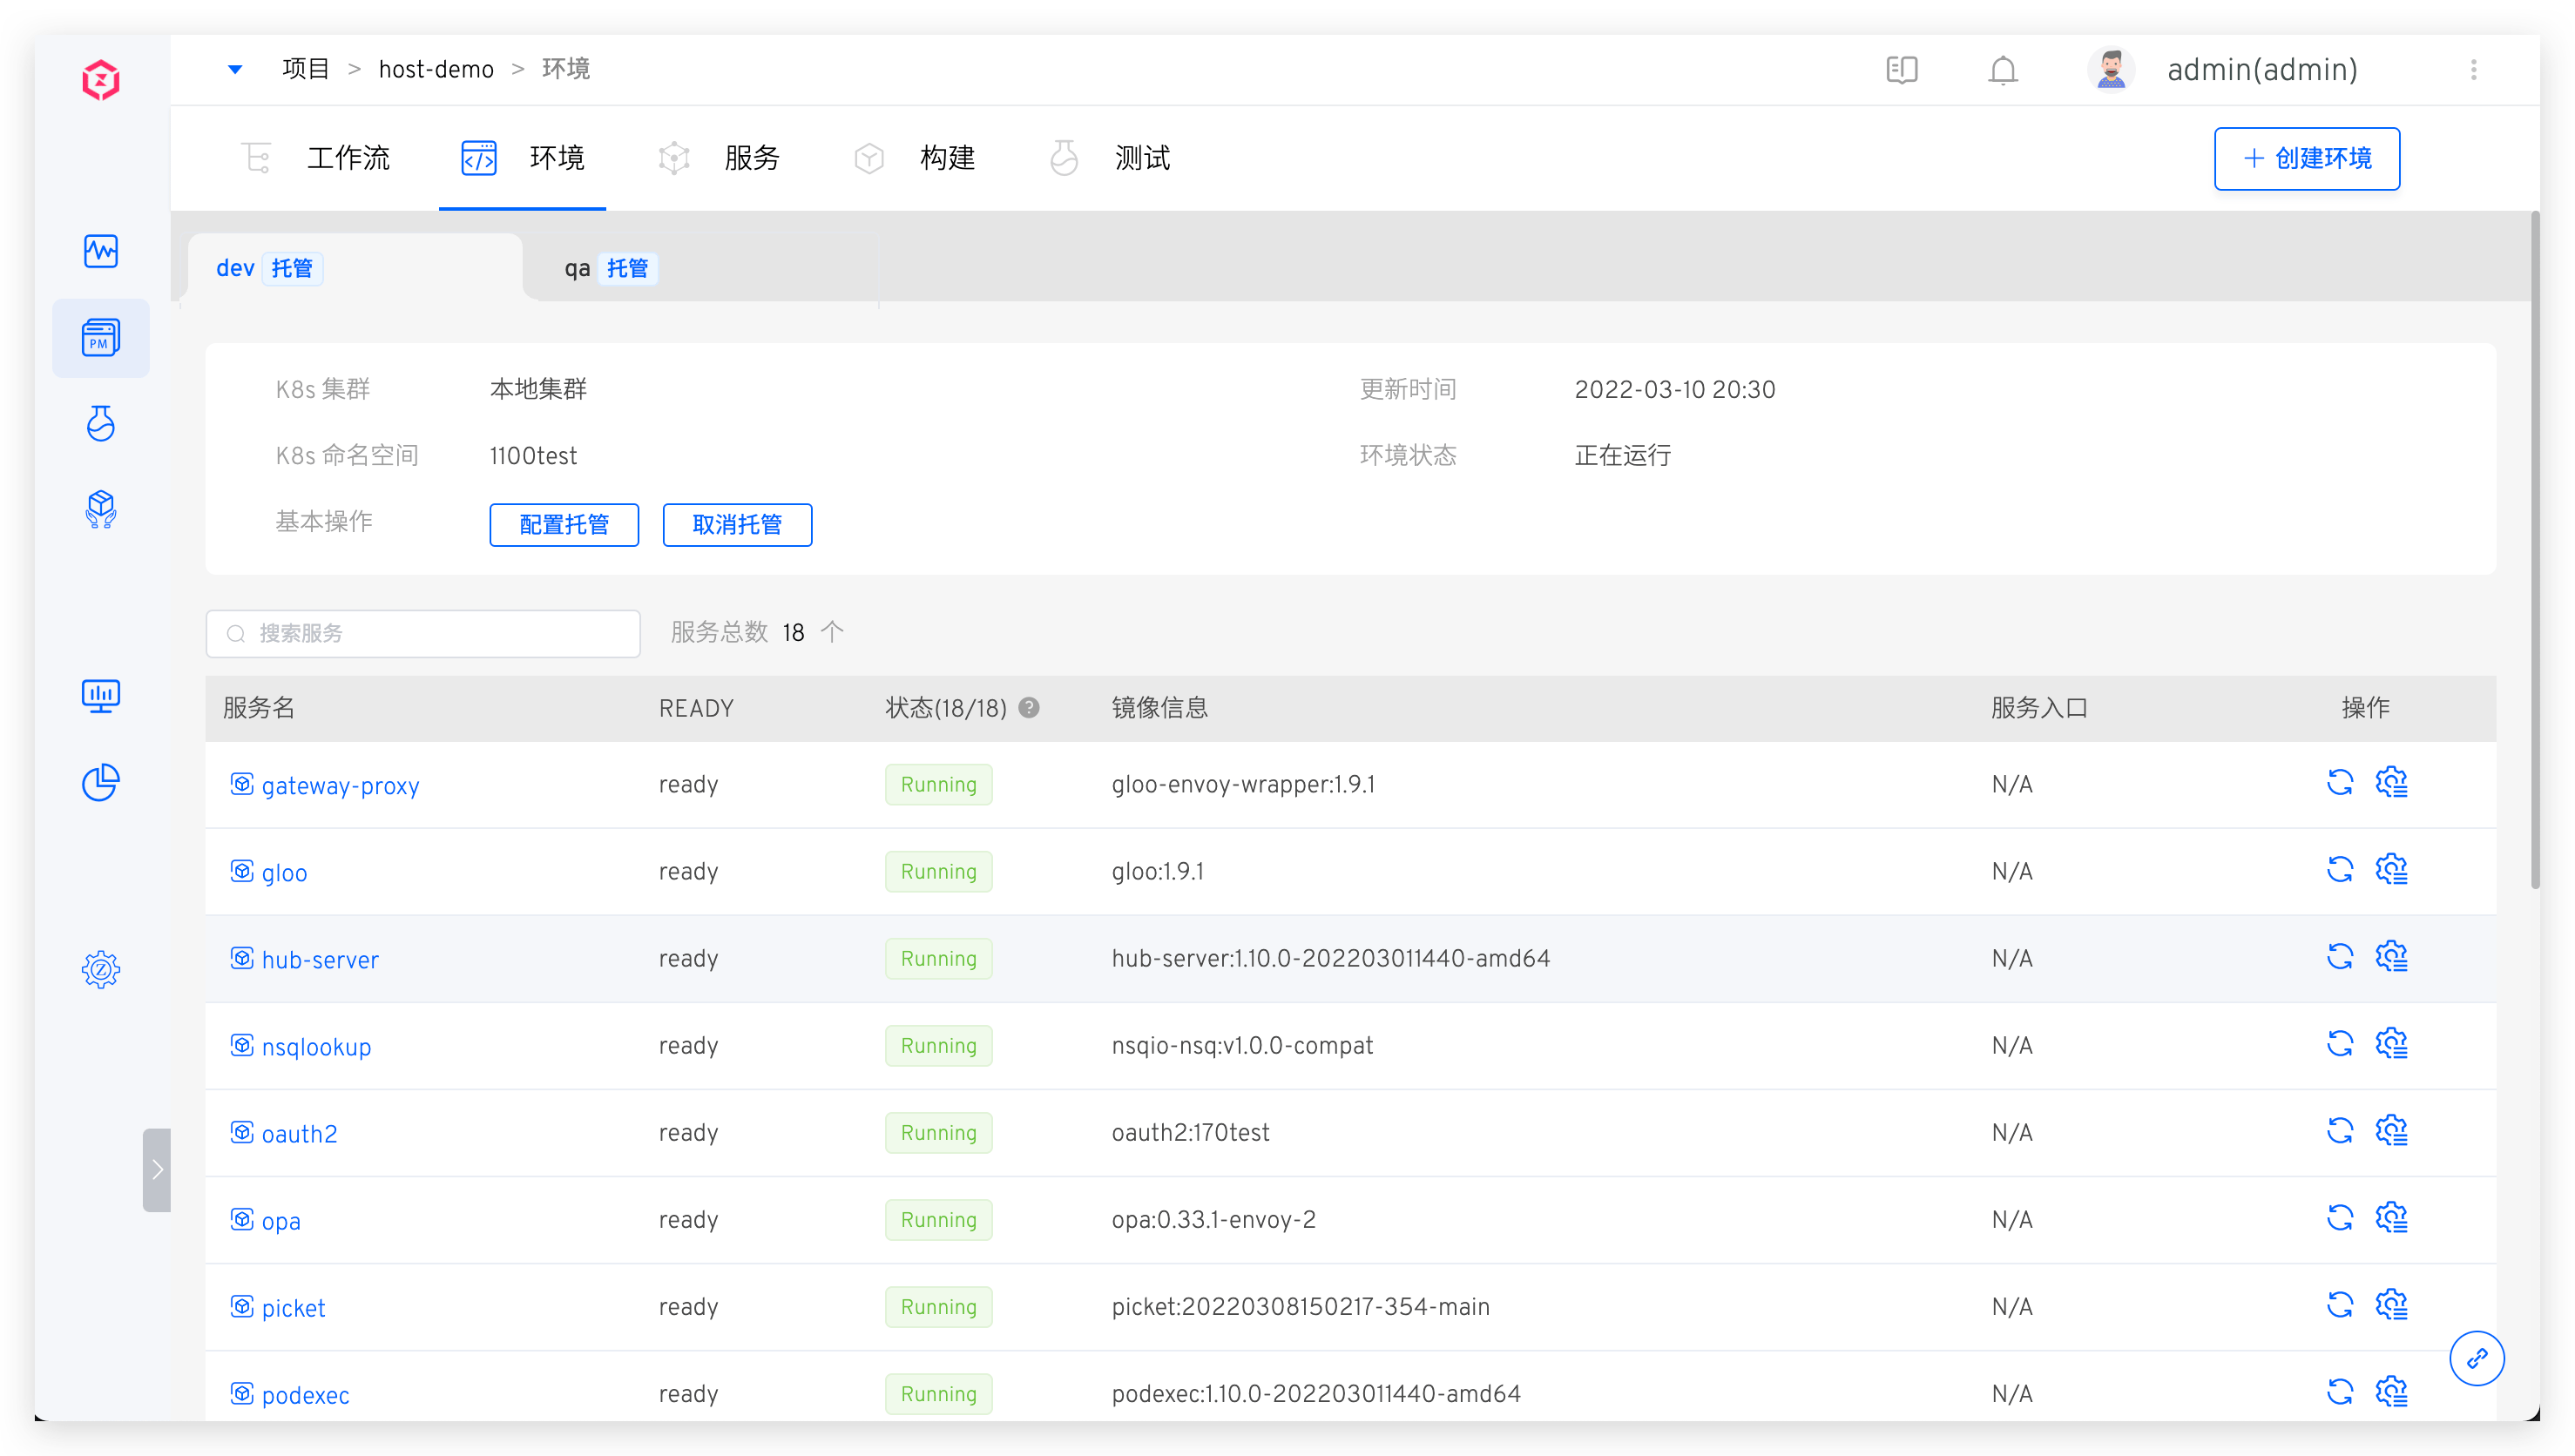 项目 > host-demo > 环境
admin(admin)
工作流 环境 服务 构建 测试
+ 创建环境
dev 托管 qa 托管
PM
K8s 集群 本地集群 更新时间 2022-03-10 20:30
K8s 命名空间 1100test 环境状态 正在运行
基本操作 配置托管 取消托管
搜索服务 服务总数 18 个
服务名 READY 状态(18/18) ? 镜像信息 服务入口 操作
gateway-proxy ready Running gloo-envoy-wrapper:1.9.1 N/A
gloo ready Running gloo:1.9.1 N/A
hub-server ready Running hub-server:1.10.0-202203011440-amd64 N/A
nsqlookup ready Running nsqio-nsq:v1.0.0-compat N/A
oauth2 ready Running oauth2:170test N/A
opa ready Running opa:0.33.1-envoy-2 N/A
picket ready Running picket:20220308150217-354-main N/A
podexec ready Running podexec:1.10.0-202203011440-amd64 N/A